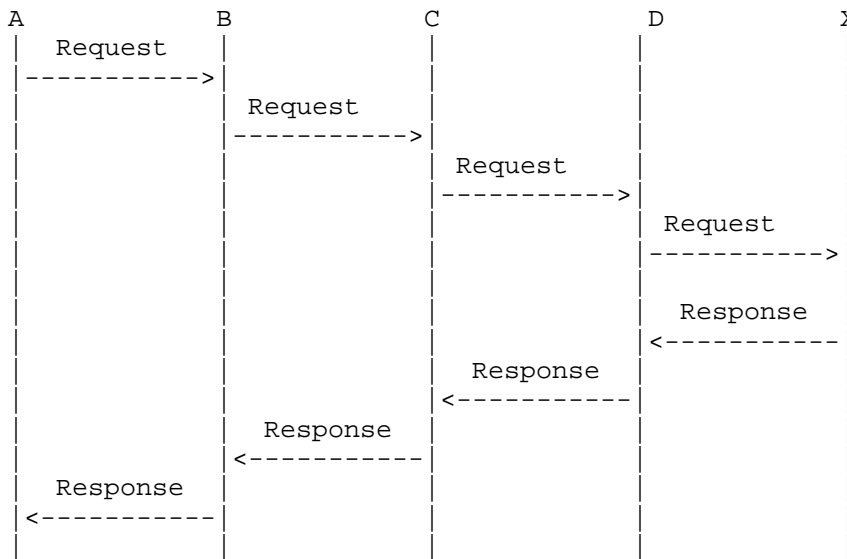 A B C D X
Request
Request
Request
Request
Response
Response
Response
Response